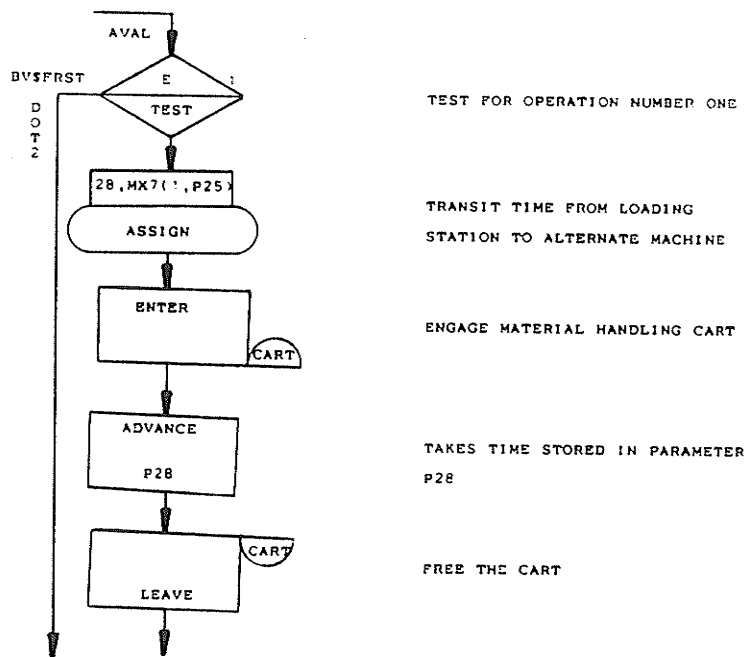 AVAL
BV$FRST
E
1
TEST
TEST FOR OPERATION NUMBER ONE
DOT2
28,MX7(1,P25)
ASSIGN
TRANSIT TIME FROM LOADING
STATION TO ALTERNATE MACHINE
ENTER
CART
ENGAGE MATERIAL HANDLING CART
ADVANCE
P28
TAKES TIME STORED IN PARAMETER
P28
CART
LEAVE
FREE THE CART